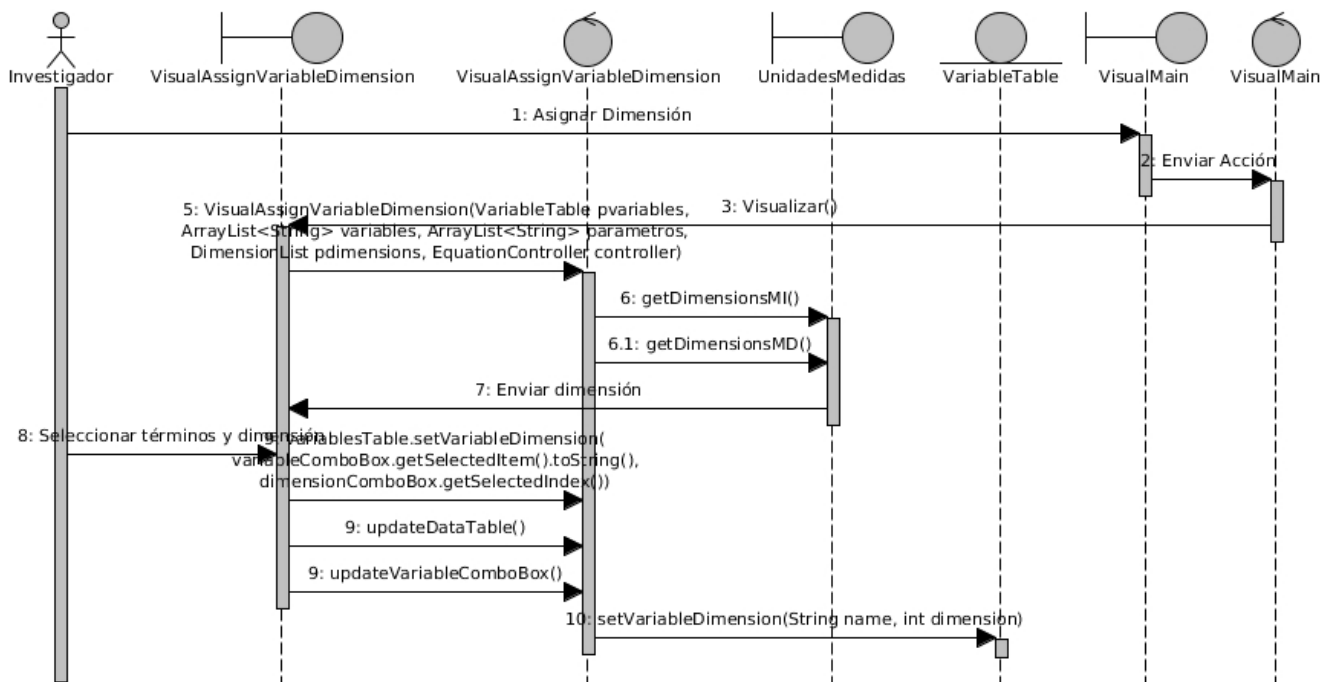 Investigador
VisualAssignVariableDimension
VisualAssignVariableDimension
UnidadesMedidas
VariableTable
VisualMain
VisualMain
1: Asignar Dimensión
2: Enviar Acción
3: Visualizar()
5: VisualAssignVariableDimension(VariableTable pvariables,
ArrayList<String> variables, ArrayList<String> parametros,
DimensionList pdimensions, EquationController controller)
6: getDimensionsMI()
6.1: getDimensionsMD()
7: Enviar dimensión
8: Seleccionar términos y dimensión
9: variablesTable.setVariableDimension(
variableComboBox.getSelectedItem().toString(),
dimensionComboBox.getSelectedIndex())
9: updateDataTable()
9: updateVariableComboBox()
10: setVariableDimension(String name, int dimension)